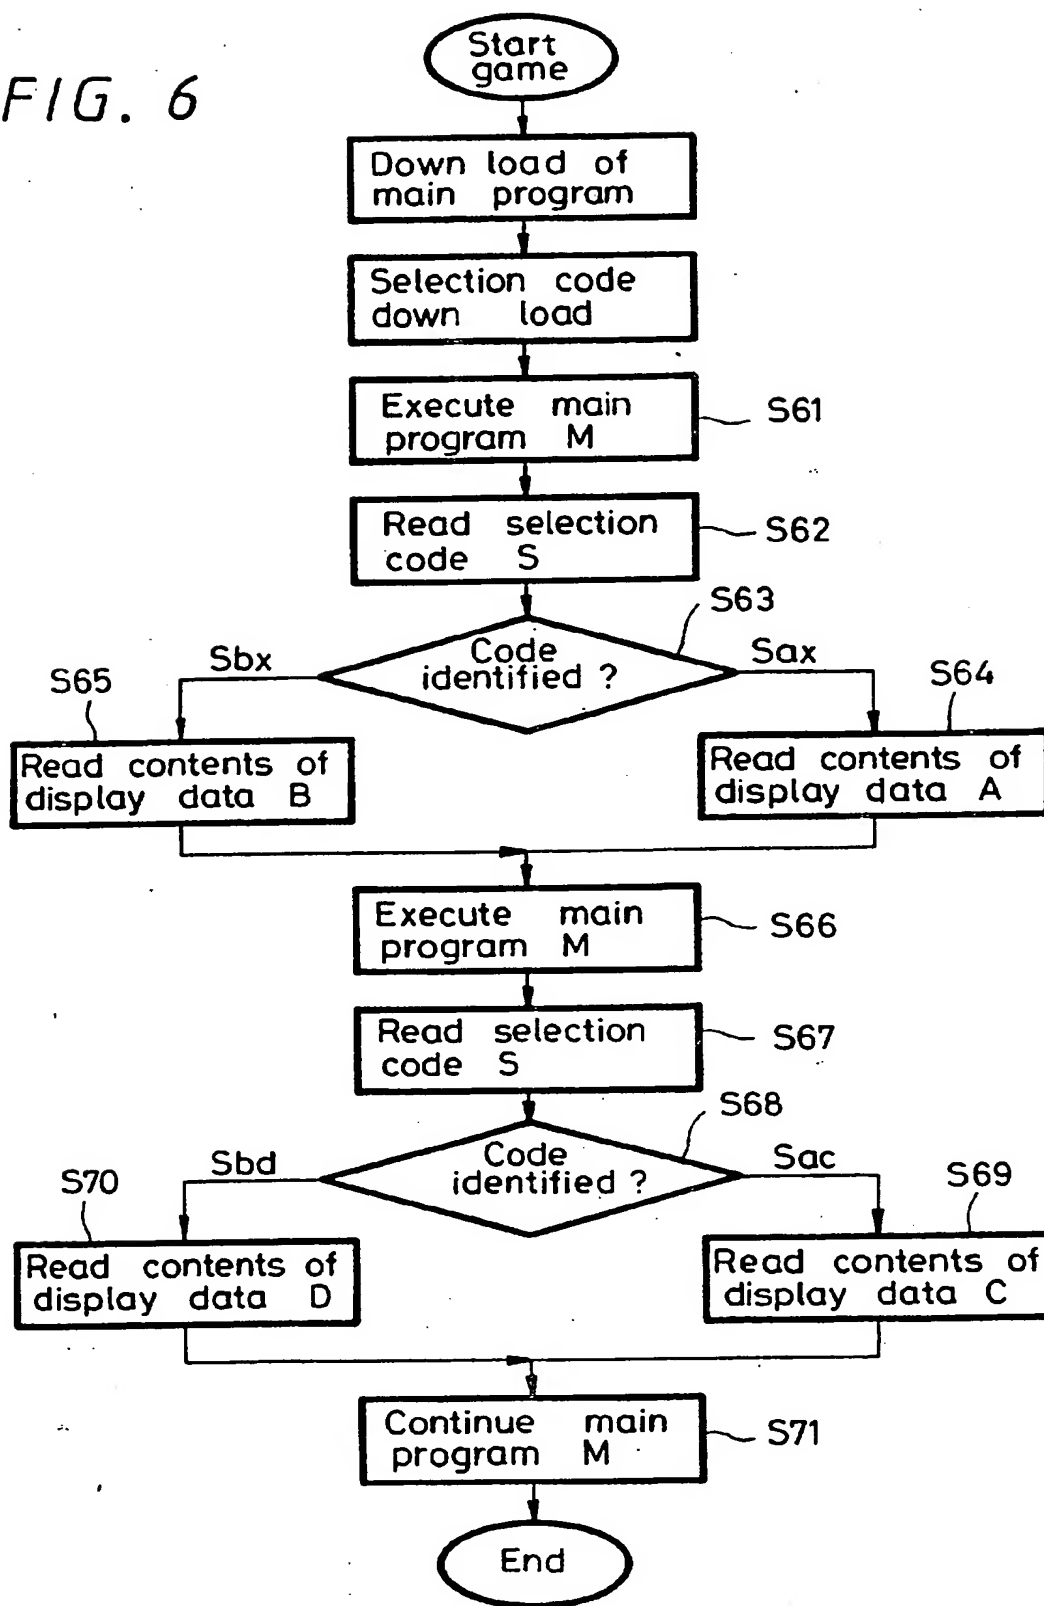 FIG. 6
Start
game
Down load of
main program
Selection code
down load
Execute main
program M
S61
Read selection
code S
S62
S63
Code
identified ?
Sbx
Sax
S65
S64
Read contents of
display data B
Read contents of
display data A
Execute main
program M
S66
Read selection
code S
S67
S68
Code
identified ?
Sbd
Sac
S70
S69
Read contents of
display data D
Read contents of
display data C
Continue main
program M
S71
End